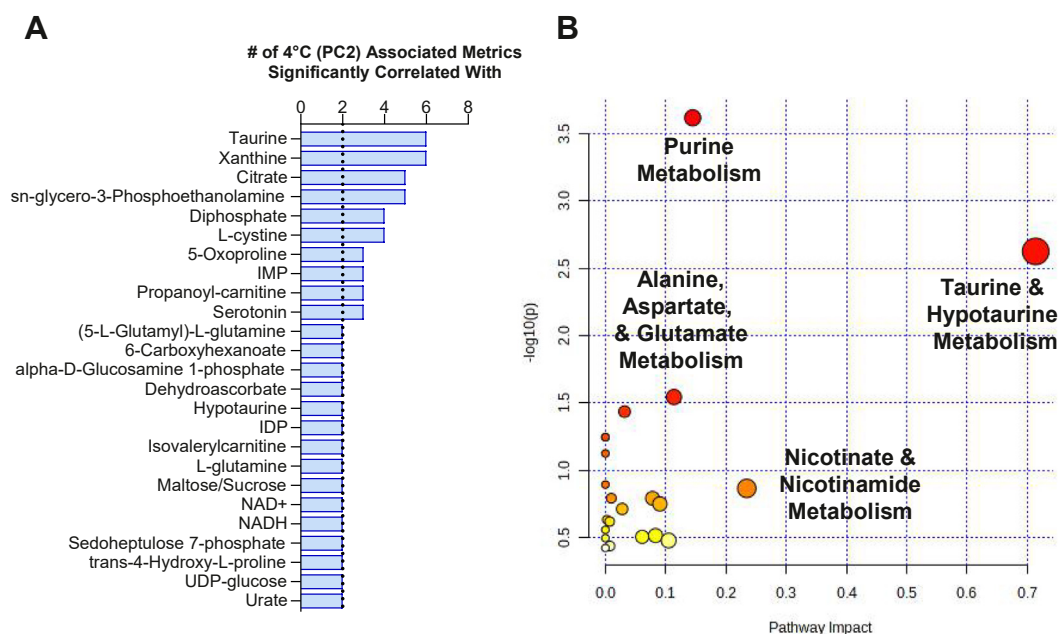 A
# of 4°C (PC2) Associated Metrics
Significantly Correlated With
0 2 4 6 8
Taurine
Xanthine
Citrate
sn-glycero-3-Phosphoethanolamine
Diphosphate
L-cystine
5-Oxoproline
IMP
Propanoyl-carnitine
Serotonin
(5-L-Glutamyl)-L-glutamine
6-Carboxyhexanoate
alpha-D-Glucosamine 1-phosphate
Dehydroascorbate
Hypotaurine
IDP
Isovalerylcarnitine
L-glutamine
Maltose/Sucrose
NAD+
NADH
Sedoheptulose 7-phosphate
trans-4-Hydroxy-L-proline
UDP-glucose
Urate
B
-log10(p)
3.5
3.0
2.5
2.0
1.5
1.0
0.5
Purine
Metabolism
Taurine &
Hypotaurine
Metabolism
Alanine,
Aspartate,
& Glutamate
Metabolism
Nicotinate &
Nicotinamide
Metabolism
0.0 0.1 0.2 0.3 0.4 0.5 0.6 0.7
Pathway Impact